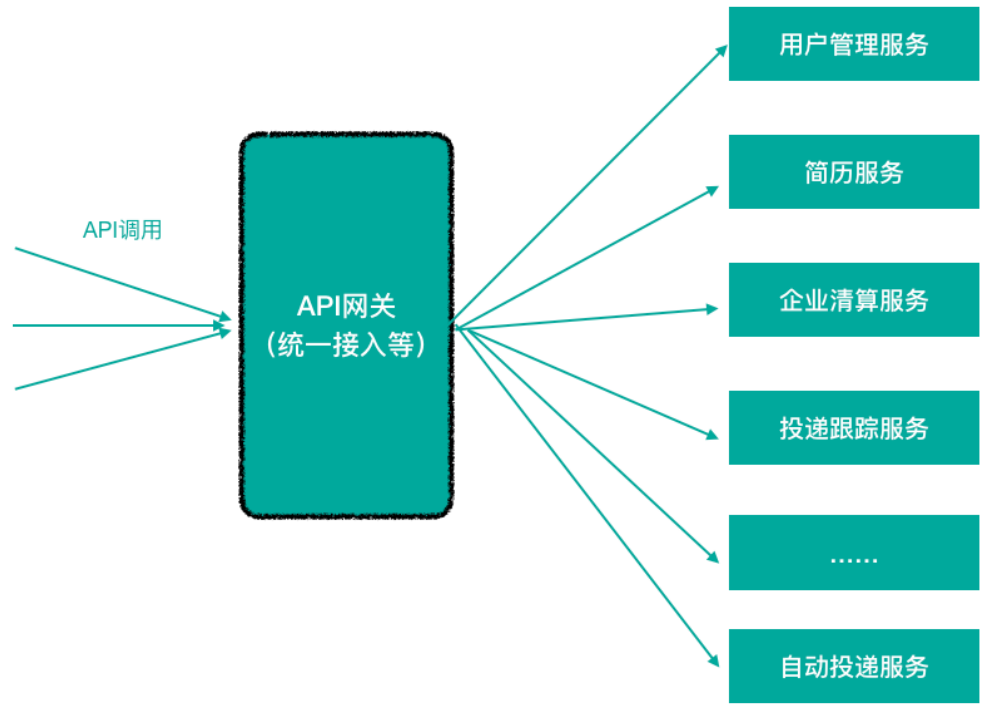 API调用
API网关
（统一接入等）
用户管理服务
简历服务
企业清算服务
投递跟踪服务
……
自动投递服务